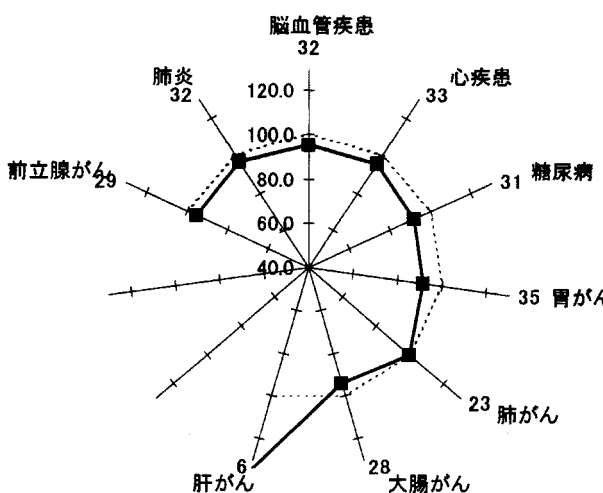 脳血管疾患
32
心疾患
33
糖尿病
31
胃がん
35
肺がん
23
大腸がん
28
肝がん
6
前立腺がん
29
肺炎
32
120.0
100.0
80.0
60.0
40.0